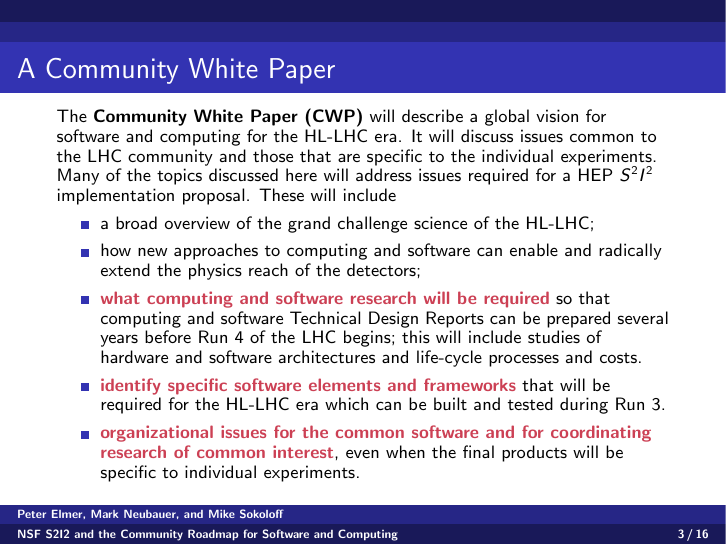 A Community White Paper
The Community White Paper (CWP) will describe a global vision for
software and computing for the HL-LHC era. It will discuss issues common to
the LHC community and those that are specific to the individual experiments.
Many of the topics discussed here will address issues required for a HEP S²I²
implementation proposal. These will include
a broad overview of the grand challenge science of the HL-LHC;
how new approaches to computing and software can enable and radically
extend the physics reach of the detectors;
what computing and software research will be required so that
computing and software Technical Design Reports can be prepared several
years before Run 4 of the LHC begins; this will include studies of
hardware and software architectures and life-cycle processes and costs.
identify specific software elements and frameworks that will be
required for the HL-LHC era which can be built and tested during Run 3.
organizational issues for the common software and for coordinating
research of common interest, even when the final products will be
specific to individual experiments.
Peter Elmer, Mark Neubauer, and Mike Sokoloff
NSF S2I2 and the Community Roadmap for Software and Computing 3 / 16